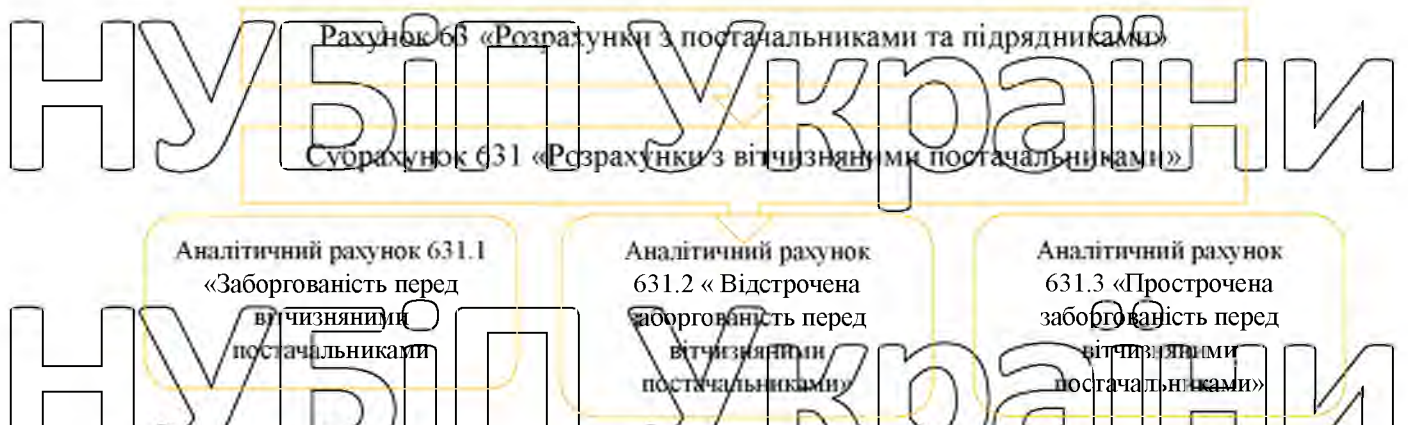 НУБіП України
Рахунок 63 «Розрахунки з постачальниками та підрядниками»
Субрахунок 631 «Розрахунки з вітчизняними постачальниками»
Аналітичний рахунок 631.1
«Заборгованість перед
вітчизняними
постачальниками
Аналітичний рахунок
631.2 « Відстрочена
заборгованість перед
вітчизняними
постачальниками»
Аналітичний рахунок
631.3 «Прострочена
заборгованість перед
вітчизняними
постачальниками»
НУБіП України